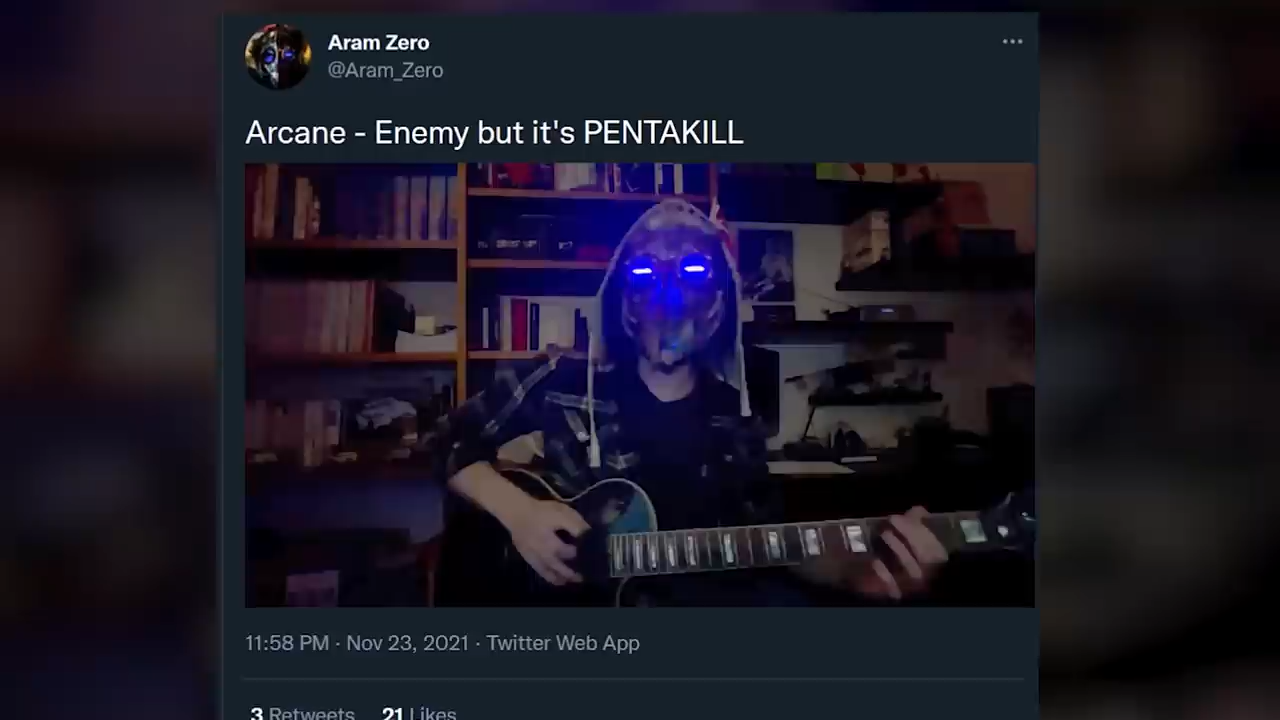 Aram Zero
@Aram_Zero
Arcane - Enemy but it's PENTAKILL
11:58 PM · Nov 23, 2021 · Twitter Web App
3 Retweets 21 Likes